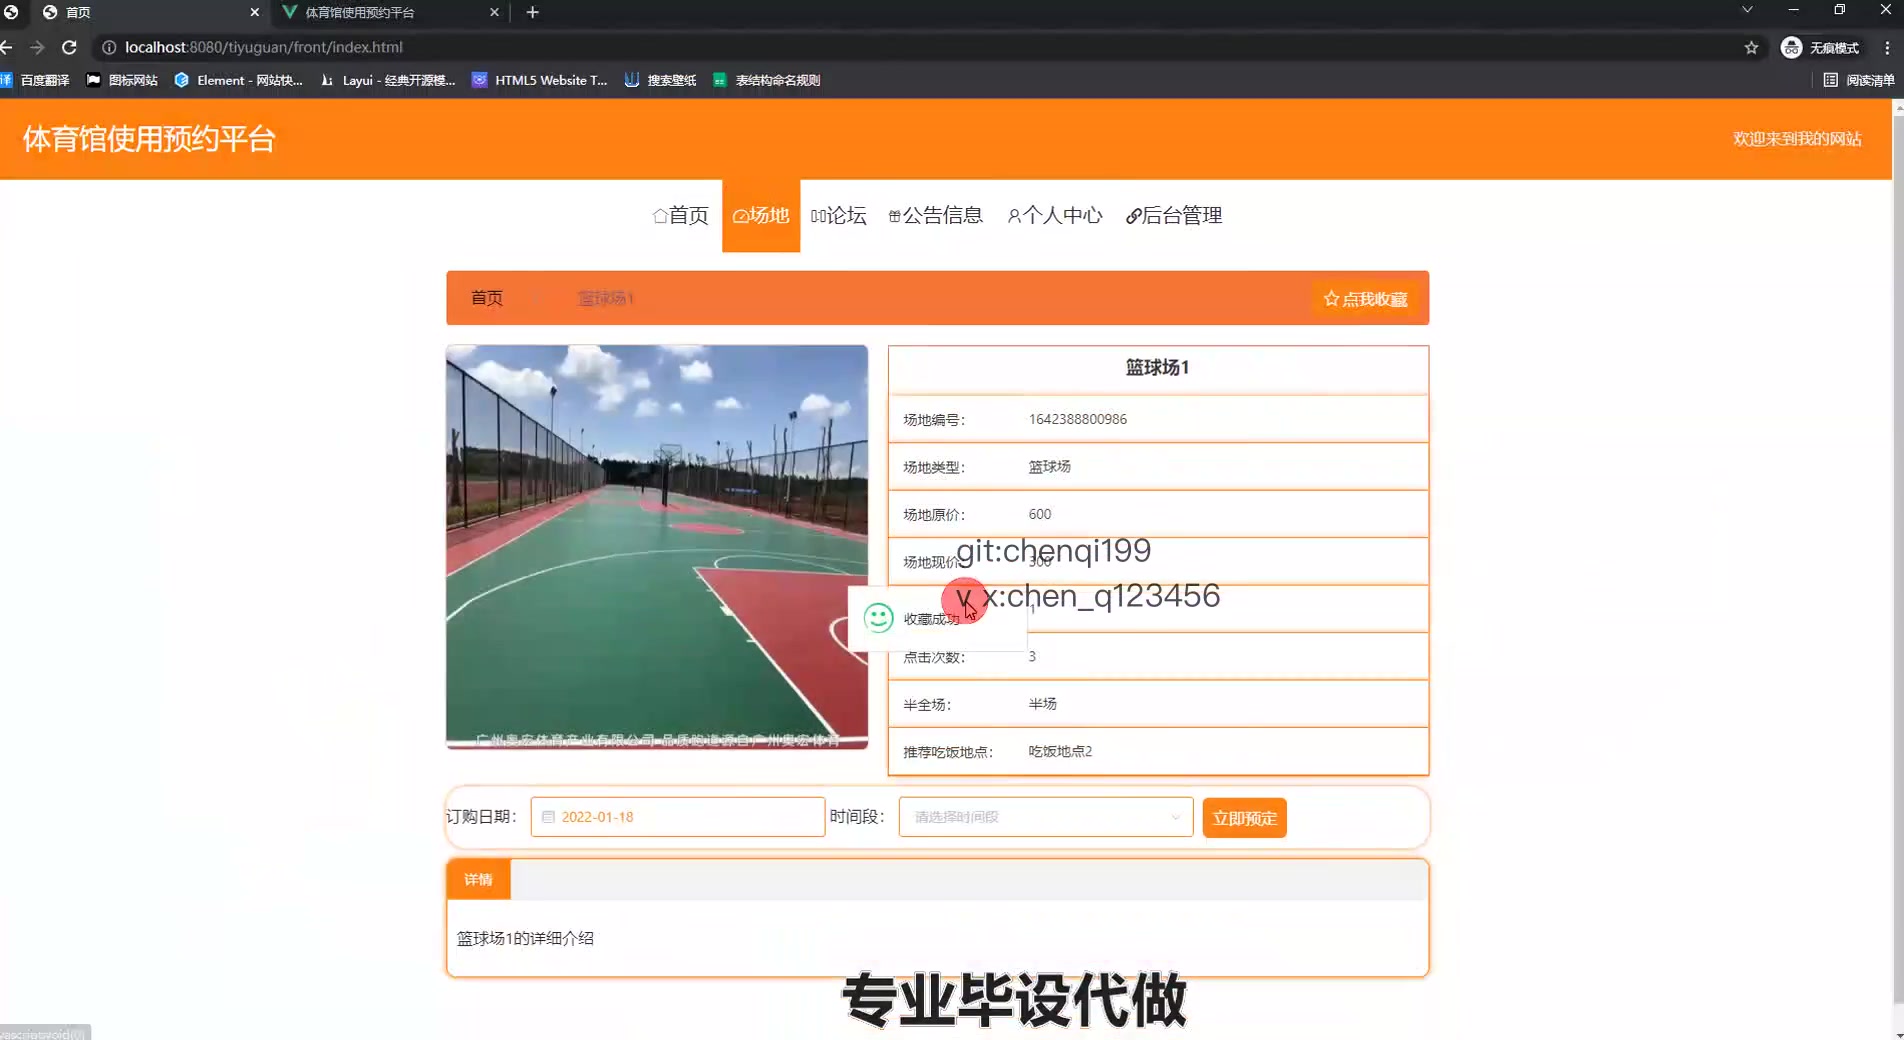 首页
体育馆使用预约平台
localhost:8080/tiyuguan/front/index.html
无痕模式
译 百度翻译
图标网站
Element - 网站快...
Layui - 经典开源模...
HTML5 Website T...
搜索壁纸
表结构命名规则
阅读清单
体育馆使用预约平台
欢迎来到我的网站
首页
场地
论坛
公告信息
个人中心
后台管理
首页
篮球场1
点我收藏
篮球场1
场地编号: 1642388800986
场地类型: 篮球场
场地原价: 600
场地现价: 300
git:chenqi199
v x:chen_q123456
收藏成功
1
点击次数: 3
半全场: 半场
推荐吃饭地点: 吃饭地点2
广州奥宏体育产业有限公司 品质跑道源自广州奥宏体育
订购日期: 2022-01-18 时间段: 请选择时间段 立即预定
详情
篮球场1的详细介绍
专业毕设代做